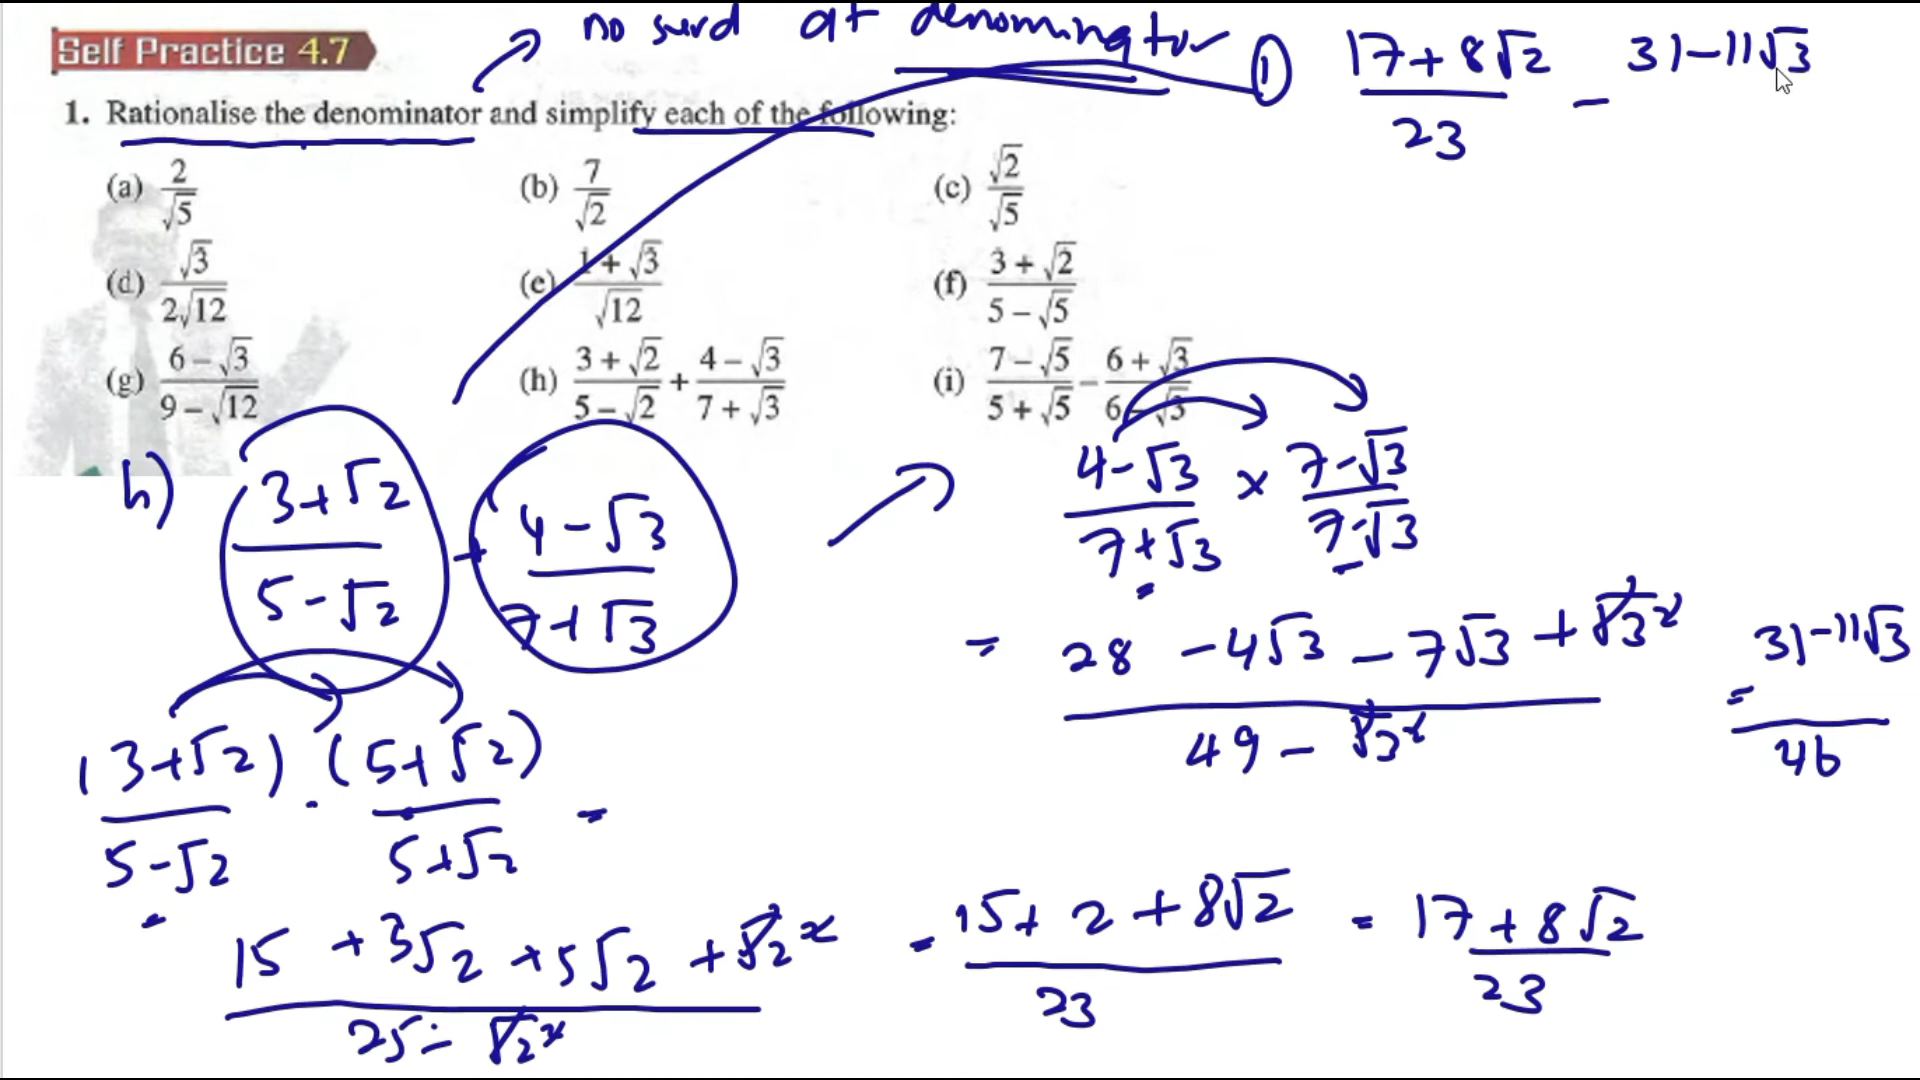 no surd at denominator
Self Practice 4.7
① (17+8√2)/23 - 31-11√3
1. Rationalise the denominator and simplify each of the following:
(a) 2/√5 (b) 7/√2 (c) √2/√5
(d) √3/(2√12) (e) (1 + √3)/√12 (f) (3 + √2)/(5 – √5)
(g) (6 – √3)/(9 – √12) (h) (3 + √2)/(5 – √2) + (4 – √3)/(7 + √3) (i) (7 – √5)/(5 + √5) – (6 + √3)/(6 – √3)
h) (3+√2)/(5-√2) + (4-√3)/(7+√3)
(4-√3)/(7+√3) × (7-√3)/(7-√3)
= (28 -4√3 -7√3 + √3²)/(49 - √3²) = (31-11√3)/46
(3+√2)/(5-√2) · (5+√2)/(5+√2) =
(15 +3√2 +5√2 +√2²)/(25 - √2²) = (15+2+8√2)/23 = (17+8√2)/23